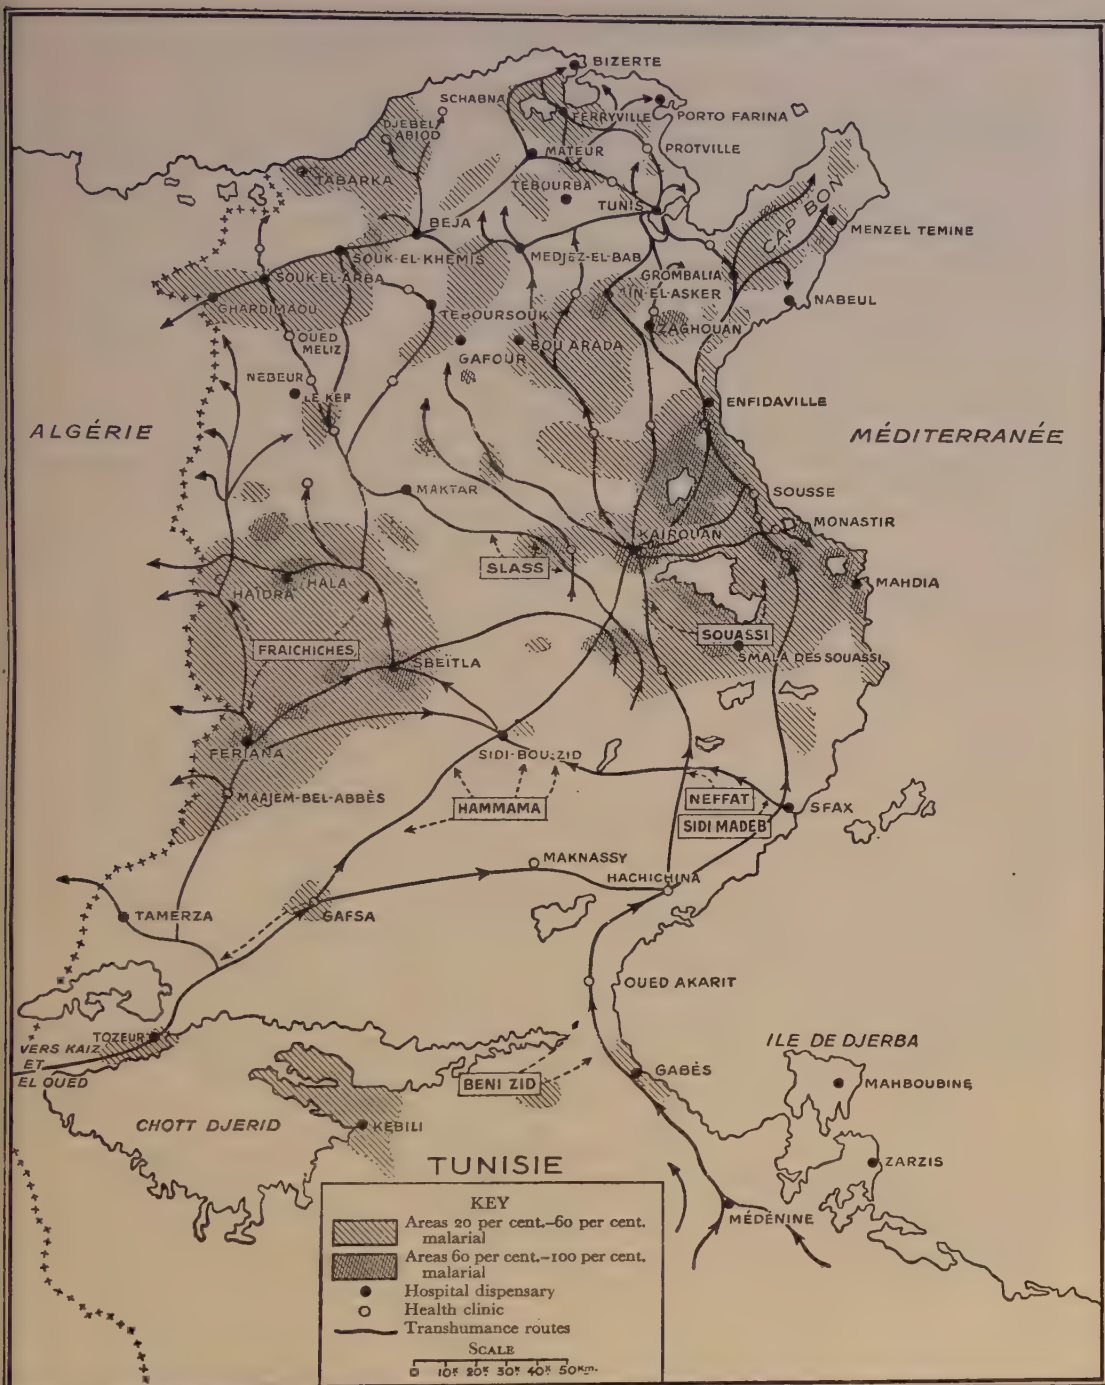 BIZERTE
SCHABNA
FERRYVILLE
PORTO FARINA
DJEBEL
ABIOD
MATEUR
PROTVILLE
TABARKA
TEBOURBA
TUNIS
CAP BON
BEJA
MENZEL TEMINE
SOUK-EL-KHEMIS
MEDJEZ-EL-BAB
SOUK-EL-ARBA
GROMBALIA
AIN-EL-ASKER
GHARDIMAOU
TEBOURSOUK
NABEUL
ZAGHOUAN
OUED
MELIZ
GAFOUR
BOU ARADA
NEBEUR
LE KEF
ENFIDAVILLE
ALGÉRIE
MÉDITERRANÉE
MAKTAR
SOUSSE
MONASTIR
KAIROUAN
SLASS
HALA
HAIDRA
MAHDIA
SOUASSI
FRAICHICHES
SMALA DES SOUASSI
SBEITLA
FERIANA
SIDI-BOU-ZID
MAAJEM-BEL-ABBÈS
HAMMAMA
NEFFAT
SFAX
SIDI MADEB
MAKNASSY
HACHICHINA
TAMERZA
GAFSA
OUED AKARIT
TOZEUR
VERS KAIZ
ET
EL OUED
ILE DE DJERBA
GABÈS
BENI ZID
MAHBOUBINE
CHOTT DJERID
KEBILI
ZARZIS
TUNISIE
MÉDÉNINE
KEY
Areas 20 per cent.–60 per cent.
malarial
Areas 60 per cent.–100 per cent.
malarial
Hospital dispensary
Health clinic
Transhumance routes
SCALE
0 10K 20K 30K 40K 50Km.